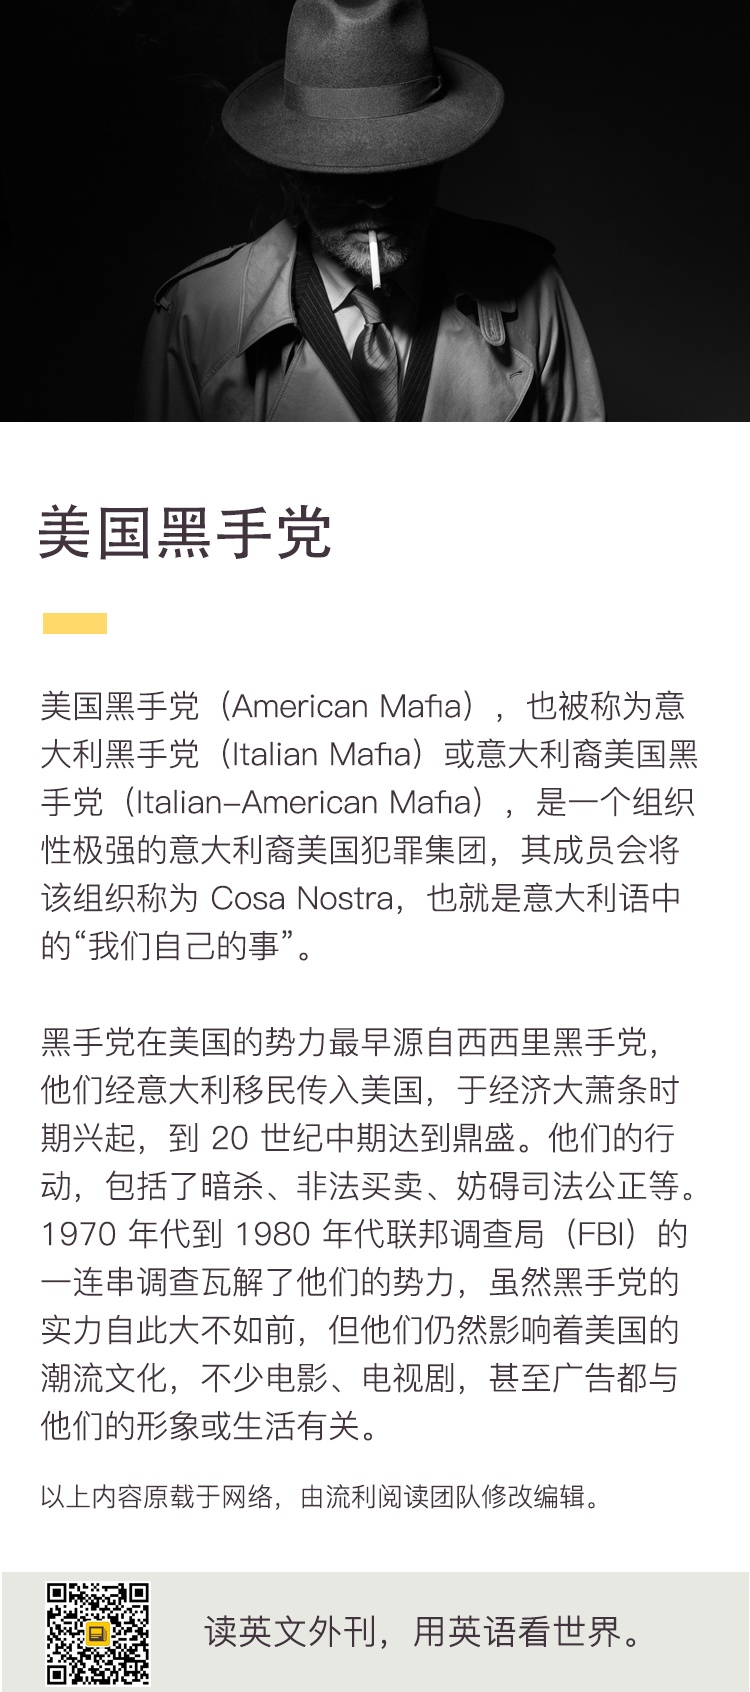 美国黑手党
美国黑手党（American Mafia），也被称为意
大利黑手党（Italian Mafia）或意大利裔美国黑
手党（Italian–American Mafia），是一个组织
性极强的意大利裔美国犯罪集团，其成员会将
该组织称为 Cosa Nostra，也就是意大利语中
的“我们自己的事”。
黑手党在美国的势力最早源自西西里黑手党，
他们经意大利移民传入美国，于经济大萧条时
期兴起，到 20 世纪中期达到鼎盛。他们的行
动，包括了暗杀、非法买卖、妨碍司法公正等。
1970 年代到 1980 年代联邦调查局（FBI）的
一连串调查瓦解了他们的势力，虽然黑手党的
实力自此大不如前，但他们仍然影响着美国的
潮流文化，不少电影、电视剧，甚至广告都与
他们的形象或生活有关。
以上内容原载于网络，由流利阅读团队修改编辑。
读英文外刊，用英语看世界。